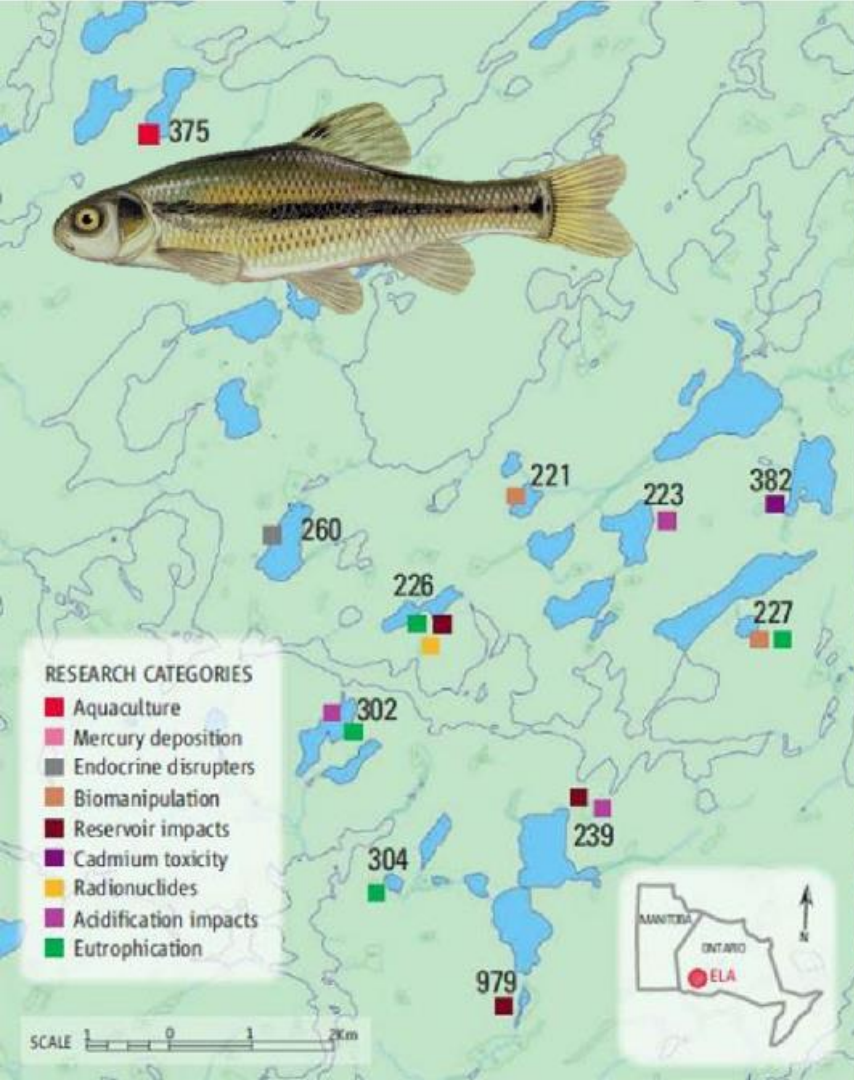 375
221
223
382
260
226
227
RESEARCH CATEGORIES
Aquaculture
Mercury deposition
Endocrine disrupters
Biomanipulation
Reservoir impacts
Cadmium toxicity
Radionuclides
Acidification impacts
Eutrophication
302
239
304
979
MANITOBA
ONTARIO
N
ELA
SCALE 1 0 1 2Km